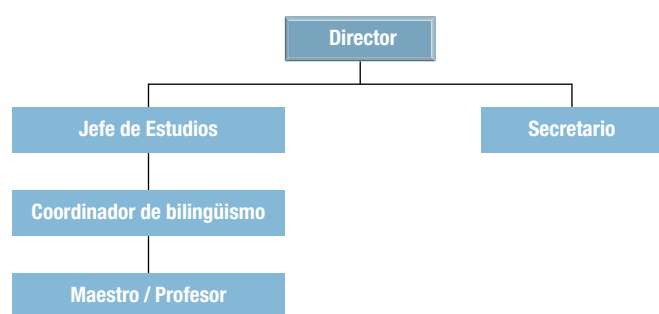 Director
Jefe de Estudios
Secretario
Coordinador de bilingüismo
Maestro / Profesor